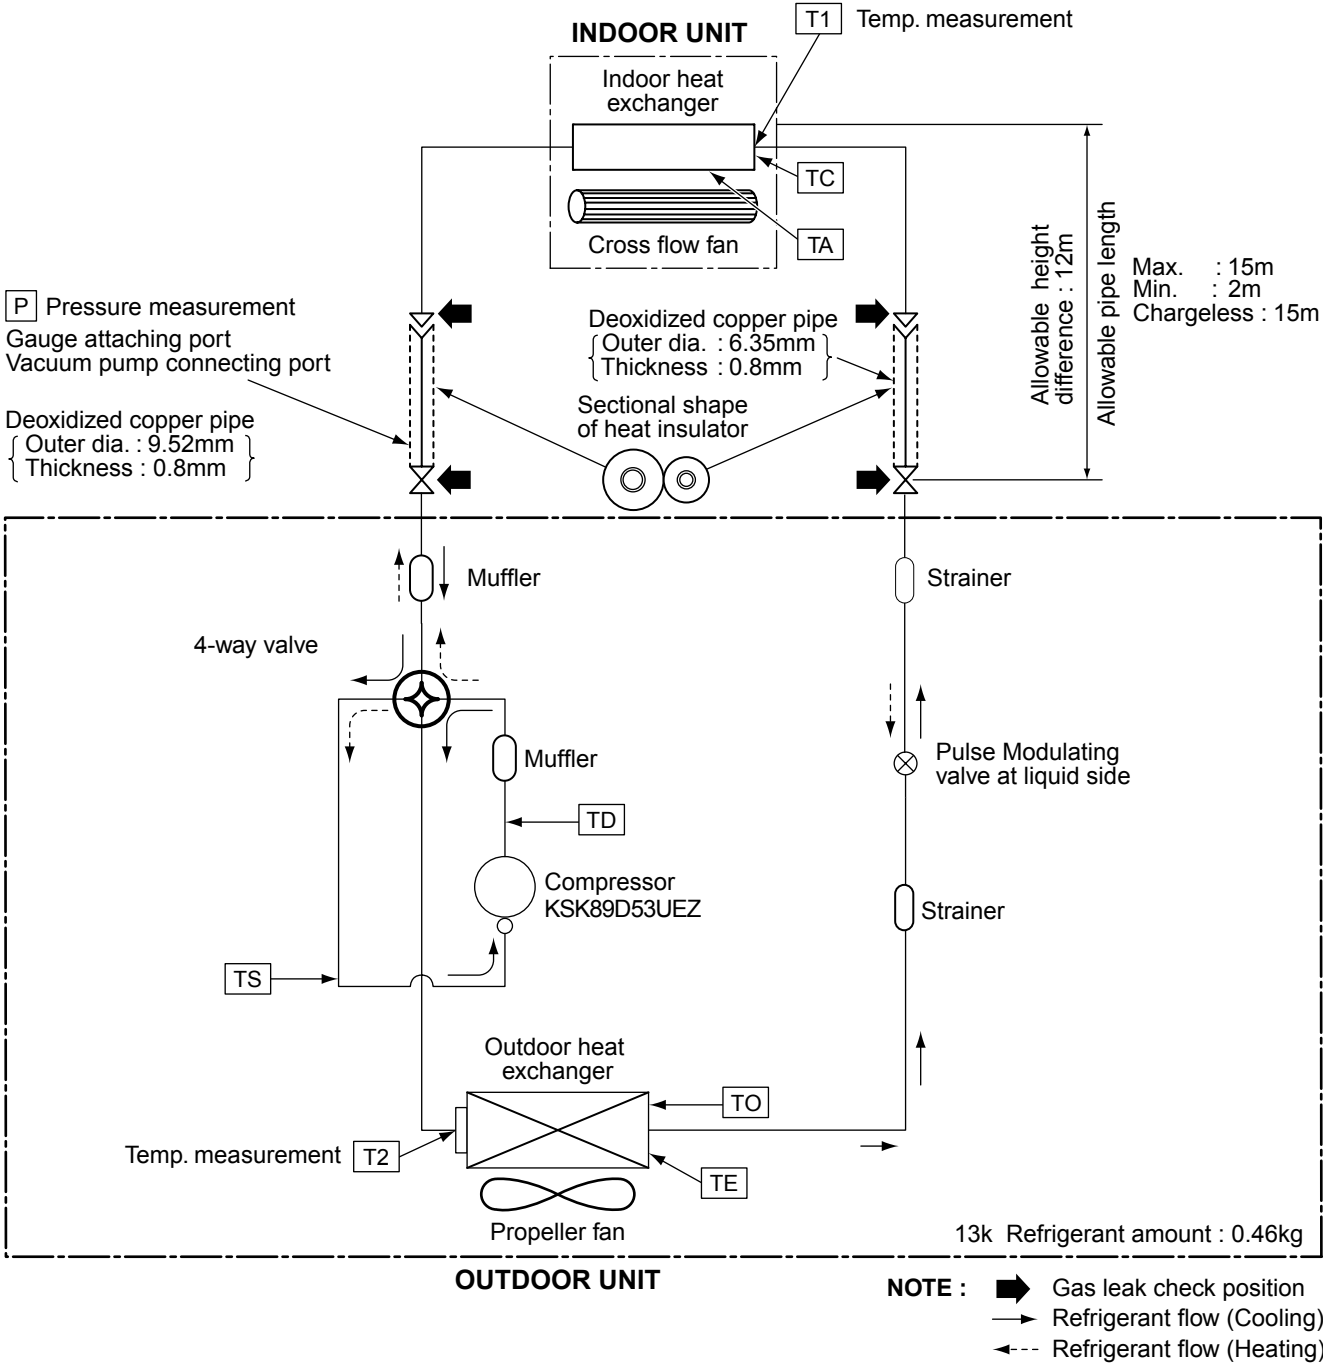 T1 Temp. measurement
INDOOR UNIT
Indoor heat
exchanger
TC
Cross flow fan
TA
P Pressure measurement
Gauge attaching port
Vacuum pump connecting port
Deoxidized copper pipe
Outer dia. : 9.52mm
Thickness : 0.8mm
Deoxidized copper pipe
Outer dia. : 6.35mm
Thickness : 0.8mm
Sectional shape
of heat insulator
Allowable height
difference : 12m
Allowable pipe length
Max. : 15m
Min. : 2m
Chargeless : 15m
Muffler
Strainer
4-way valve
Muffler
Pulse Modulating
valve at liquid side
TD
Compressor
KSK89D53UEZ
Strainer
TS
Outdoor heat
exchanger
TO
Temp. measurement T2
TE
Propeller fan
13k Refrigerant amount : 0.46kg
OUTDOOR UNIT
NOTE : Gas leak check position
Refrigerant flow (Cooling)
Refrigerant flow (Heating)